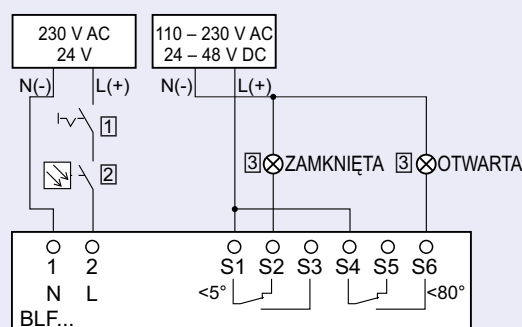 230 V AC
24 V
110 – 230 V AC
24 – 48 V DC
N(-) L(+) N(-) L(+)
1
2
3 ZAMKNIĘTA 3 OTWARTA
1 2 S1 S2 S3 S4 S5 S6
N L <5° <80°
BLF...